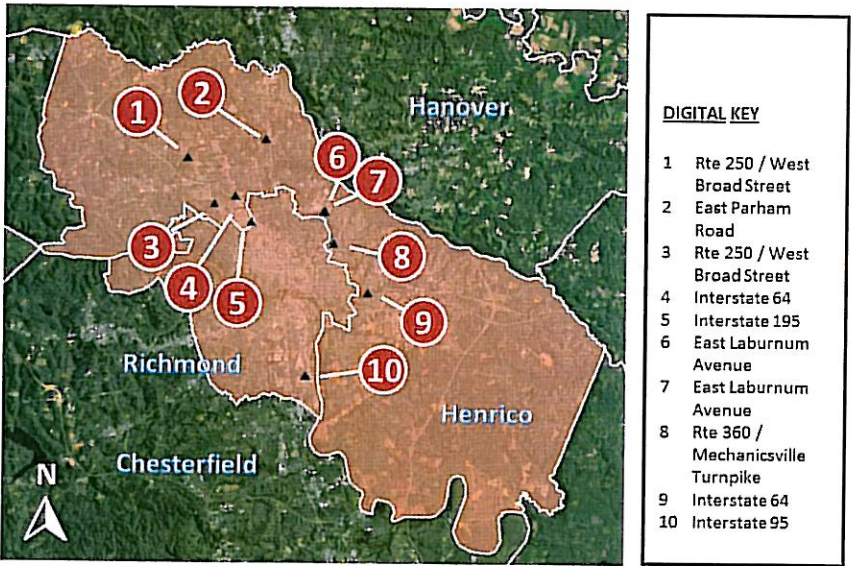 1
2
Hanover
6
7
3
8
4
5
9
Richmond
10
Henrico
Chesterfield
N
DIGITAL KEY
1 Rte 250 / West
Broad Street
2 East Parham
Road
3 Rte 250 / West
Broad Street
4 Interstate 64
5 Interstate 195
6 East Laburnum
Avenue
7 East Laburnum
Avenue
8 Rte 360 /
Mechanicsville
Turnpike
9 Interstate 64
10 Interstate 95